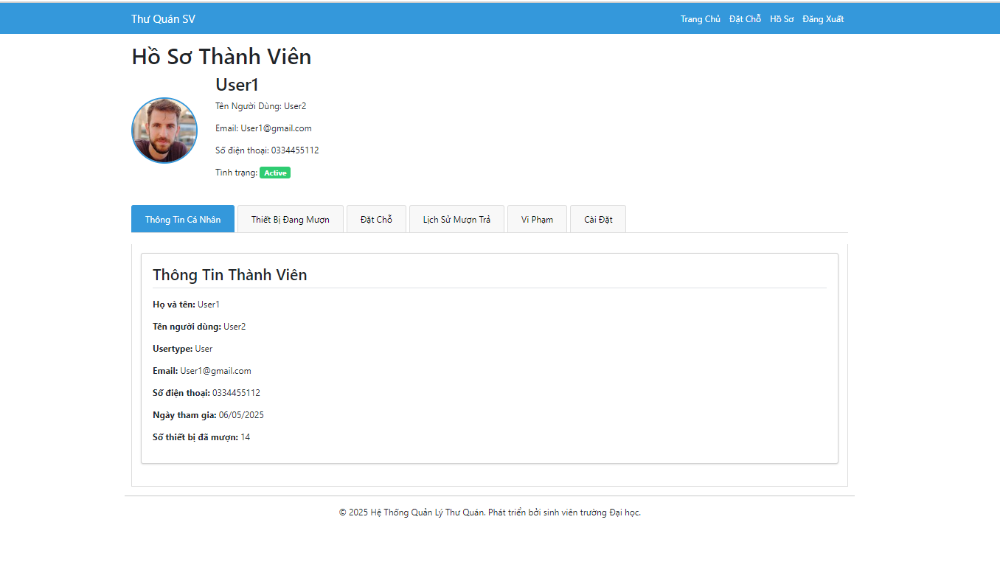 Thư Quán SV
Trang Chủ Đặt Chỗ Hồ Sơ Đăng Xuất
Hồ Sơ Thành Viên
User1
Tên Người Dùng: User2
Email: User1@gmail.com
Số điện thoại: 0334455112
Tình trạng: Active
Thông Tin Cá Nhân Thiết Bị Đang Mượn Đặt Chỗ Lịch Sử Mượn Trả Vi Phạm Cài Đặt
Thông Tin Thành Viên
Họ và tên: User1
Tên người dùng: User2
Usertype: User
Email: User1@gmail.com
Số điện thoại: 0334455112
Ngày tham gia: 06/05/2025
Số thiết bị đã mượn: 14
© 2025 Hệ Thống Quản Lý Thư Quán. Phát triển bởi sinh viên trường Đại học.